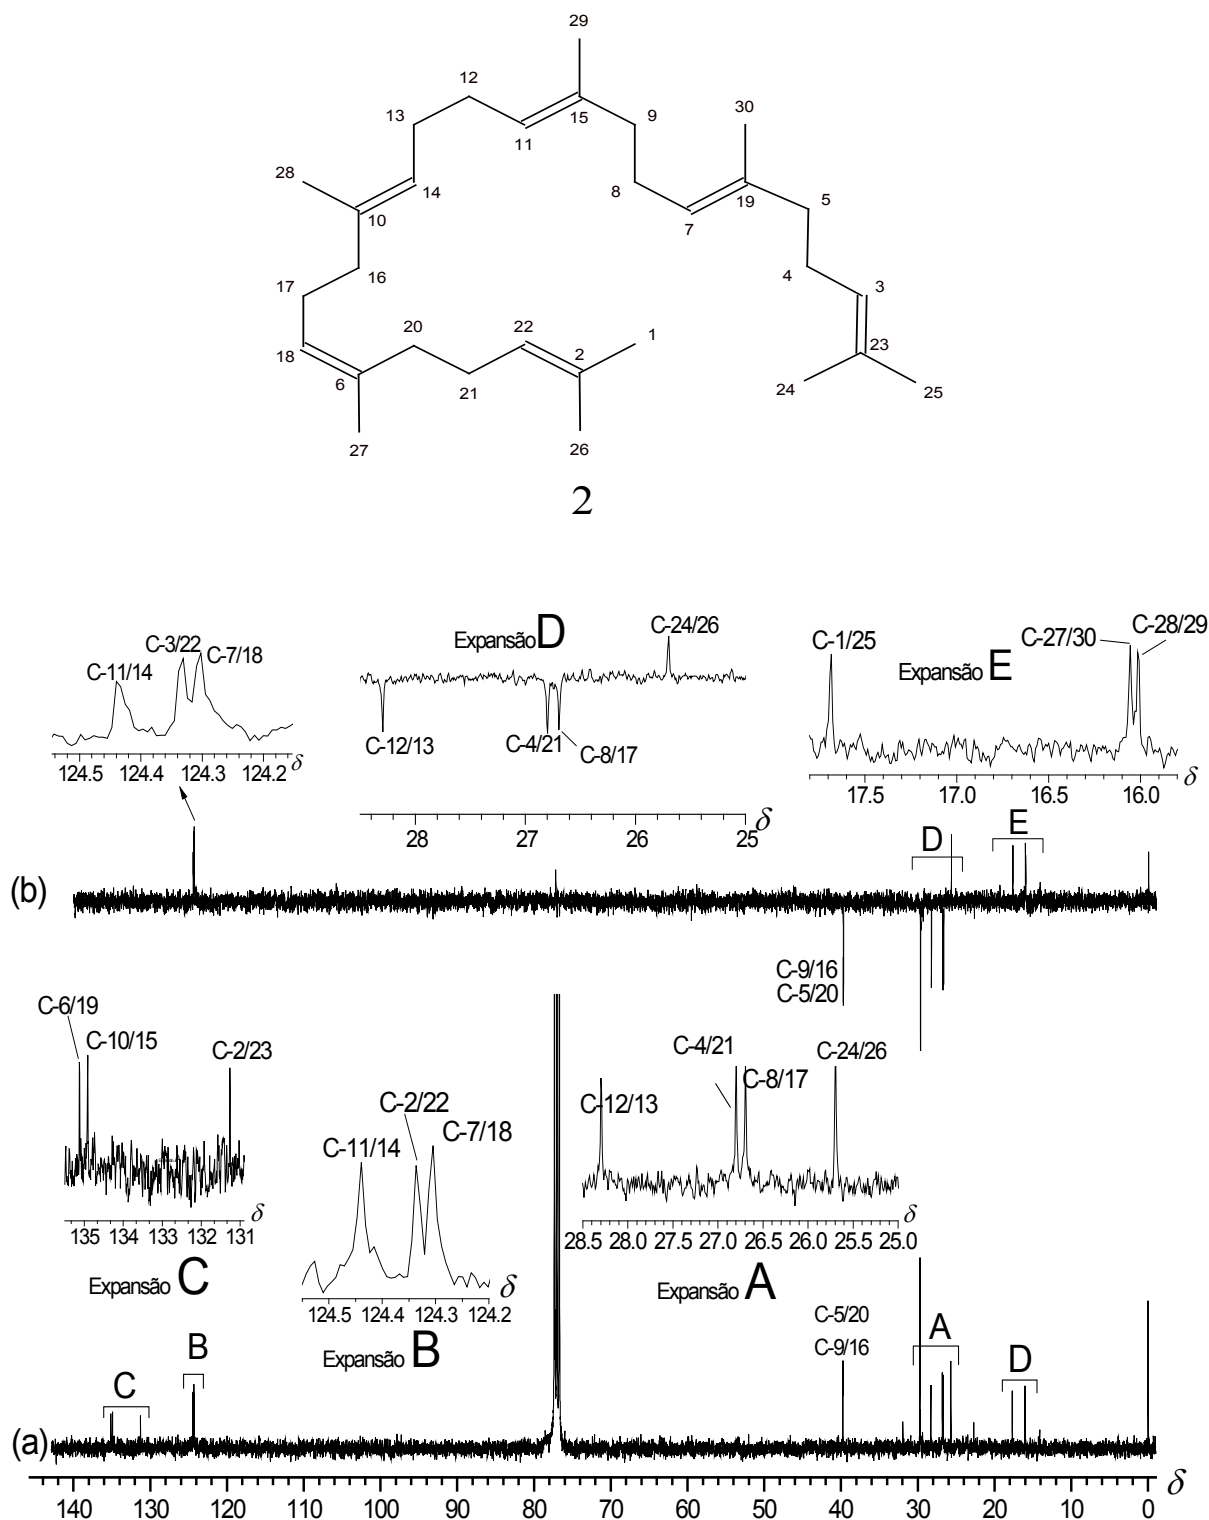 29
12
13
15
9
30
11
28
14
8
19
5
10
7
4
3
16
17
20
22
1
18
2
23
6
21
24
25
27
26
2
C-3/22
C-11/14
C-7/18
124.5 124.4 124.3 124.2 δ
Expansão D
C-24/26
C-12/13
C-4/21
C-8/17
28 27 26 25 δ
C-1/25
Expansão E
C-27/30
C-28/29
17.5 17.0 16.5 16.0 δ
D
E
(b)
C-9/16
C-5/20
C-6/19
C-10/15
C-2/23
135 134 133 132 131 δ
Expansão C
C-2/22
C-11/14
C-7/18
124.5 124.4 124.3 124.2 δ
Expansão B
C-4/21
C-24/26
C-12/13
C-8/17
28.5 28.0 27.5 27.0 26.5 26.0 25.5 25.0 δ
Expansão A
C-5/20
C-9/16
C
B
A
D
(a)
140 130 120 110 100 90 80 70 60 50 40 30 20 10 0 δ